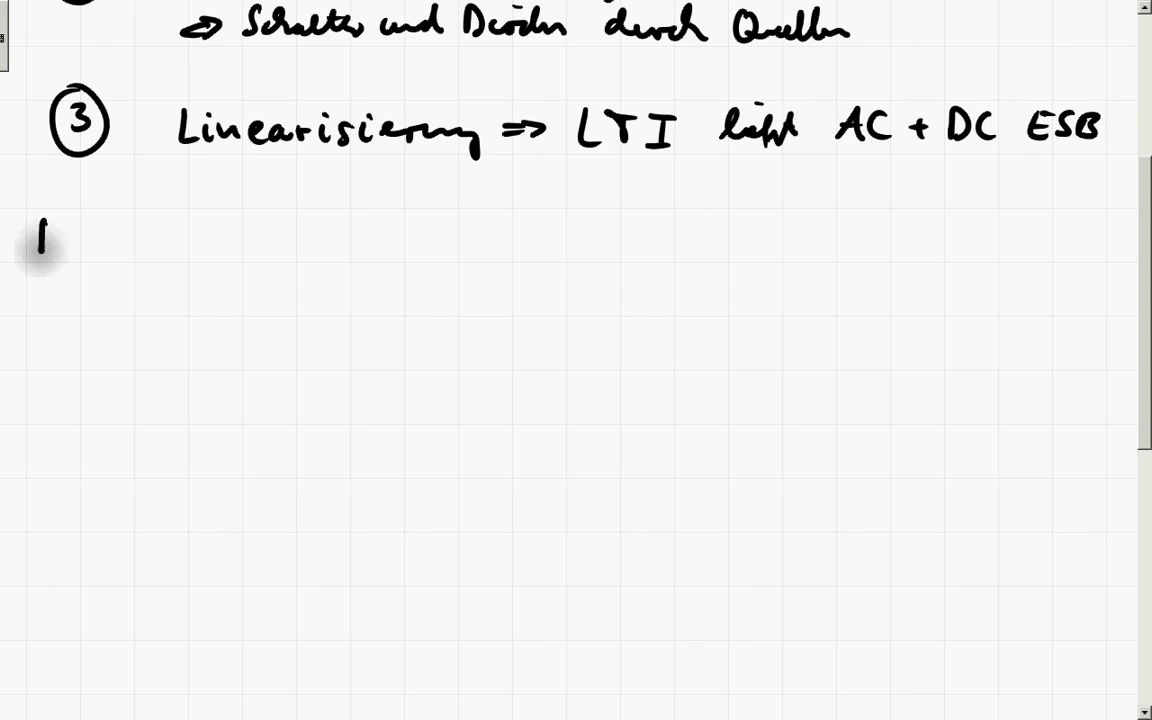 ⇒ Schalter und Dioden durch Quellen
③ Linearisierung ⇒ LTI liefert AC + DC ESB